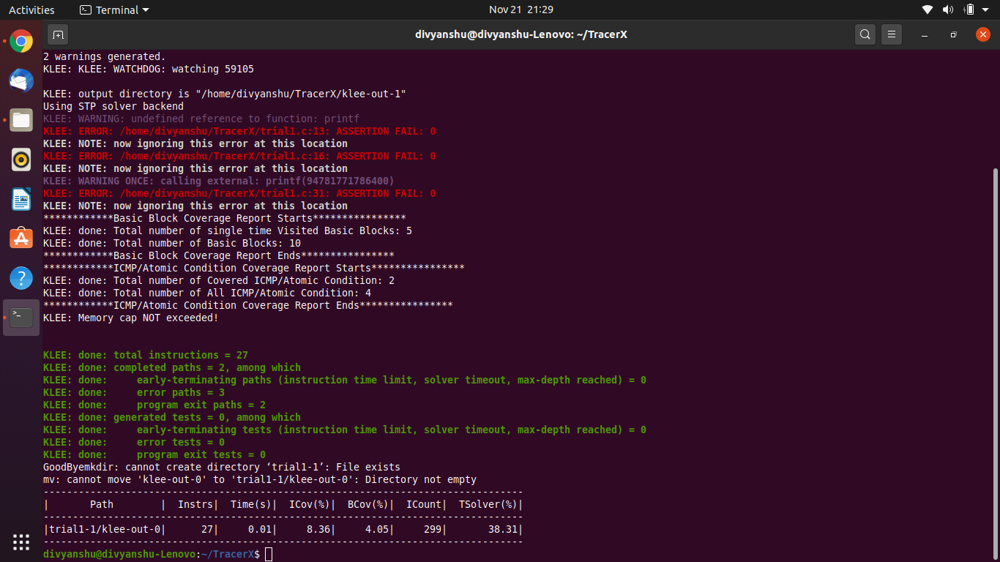 Activities Terminal Nov 21 21:29
divyanshu@divyanshu-Lenovo: ~/TracerX
2 warnings generated.
KLEE: KLEE: WATCHDOG: watching 59105
KLEE: output directory is "/home/divyanshu/TracerX/klee-out-1"
Using STP solver backend
KLEE: WARNING: undefined reference to function: printf
KLEE: ERROR: /home/divyanshu/TracerX/trial1.c:13: ASSERTION FAIL: 0
KLEE: NOTE: now ignoring this error at this location
KLEE: ERROR: /home/divyanshu/TracerX/trial1.c:16: ASSERTION FAIL: 0
KLEE: NOTE: now ignoring this error at this location
KLEE: WARNING ONCE: calling external: printf(94781771786400)
KLEE: ERROR: /home/divyanshu/TracerX/trial1.c:31: ASSERTION FAIL: 0
KLEE: NOTE: now ignoring this error at this location
************Basic Block Coverage Report Starts****************
KLEE: done: Total number of single time Visited Basic Blocks: 5
KLEE: done: Total number of Basic Blocks: 10
************Basic Block Coverage Report Ends****************
************ICMP/Atomic Condition Coverage Report Starts****************
KLEE: done: Total number of Covered ICMP/Atomic Condition: 2
KLEE: done: Total number of All ICMP/Atomic Condition: 4
************ICMP/Atomic Condition Coverage Report Ends****************
KLEE: Memory cap NOT exceeded!
KLEE: done: total instructions = 27
KLEE: done: completed paths = 2, among which
KLEE: done:     early-terminating paths (instruction time limit, solver timeout, max-depth reached) = 0
KLEE: done:     error paths = 3
KLEE: done:     program exit paths = 2
KLEE: done: generated tests = 0, among which
KLEE: done:     early-terminating tests (instruction time limit, solver timeout, max-depth reached) = 0
KLEE: done:     error tests = 0
KLEE: done:     program exit tests = 0
GoodByemkdir: cannot create directory ‘trial1-1’: File exists
mv: cannot move 'klee-out-0' to 'trial1-1/klee-out-0': Directory not empty
----------------------------------------------------------------------------------
|       Path        |  Instrs|  Time(s)|  ICov(%)|  BCov(%)|  ICount|  TSolver(%)|
----------------------------------------------------------------------------------
|trial1-1/klee-out-0|      27|     0.01|     8.36|     4.05|     299|       38.31|
----------------------------------------------------------------------------------
divyanshu@divyanshu-Lenovo:~/TracerX$